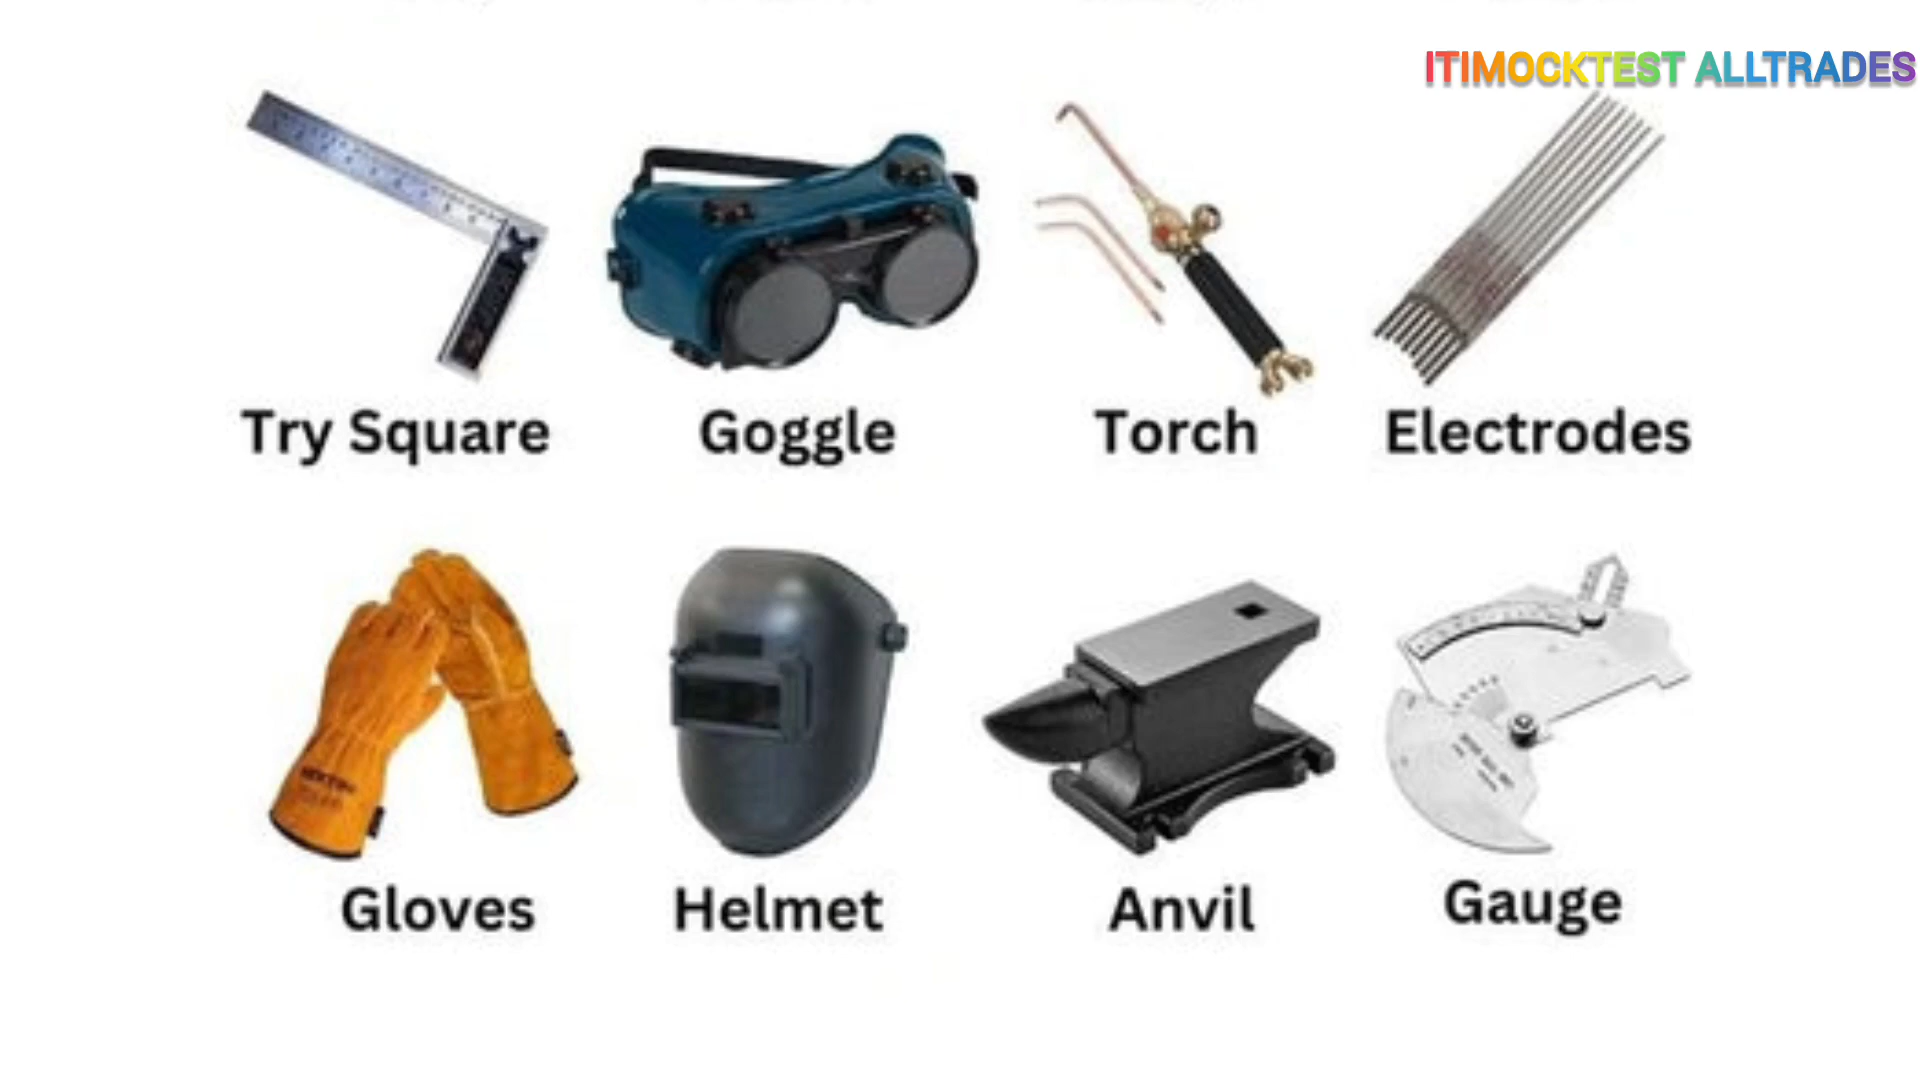 ITIMOCKTEST ALLTRADES
Try Square Goggle Torch Electrodes
Gloves Helmet Anvil Gauge